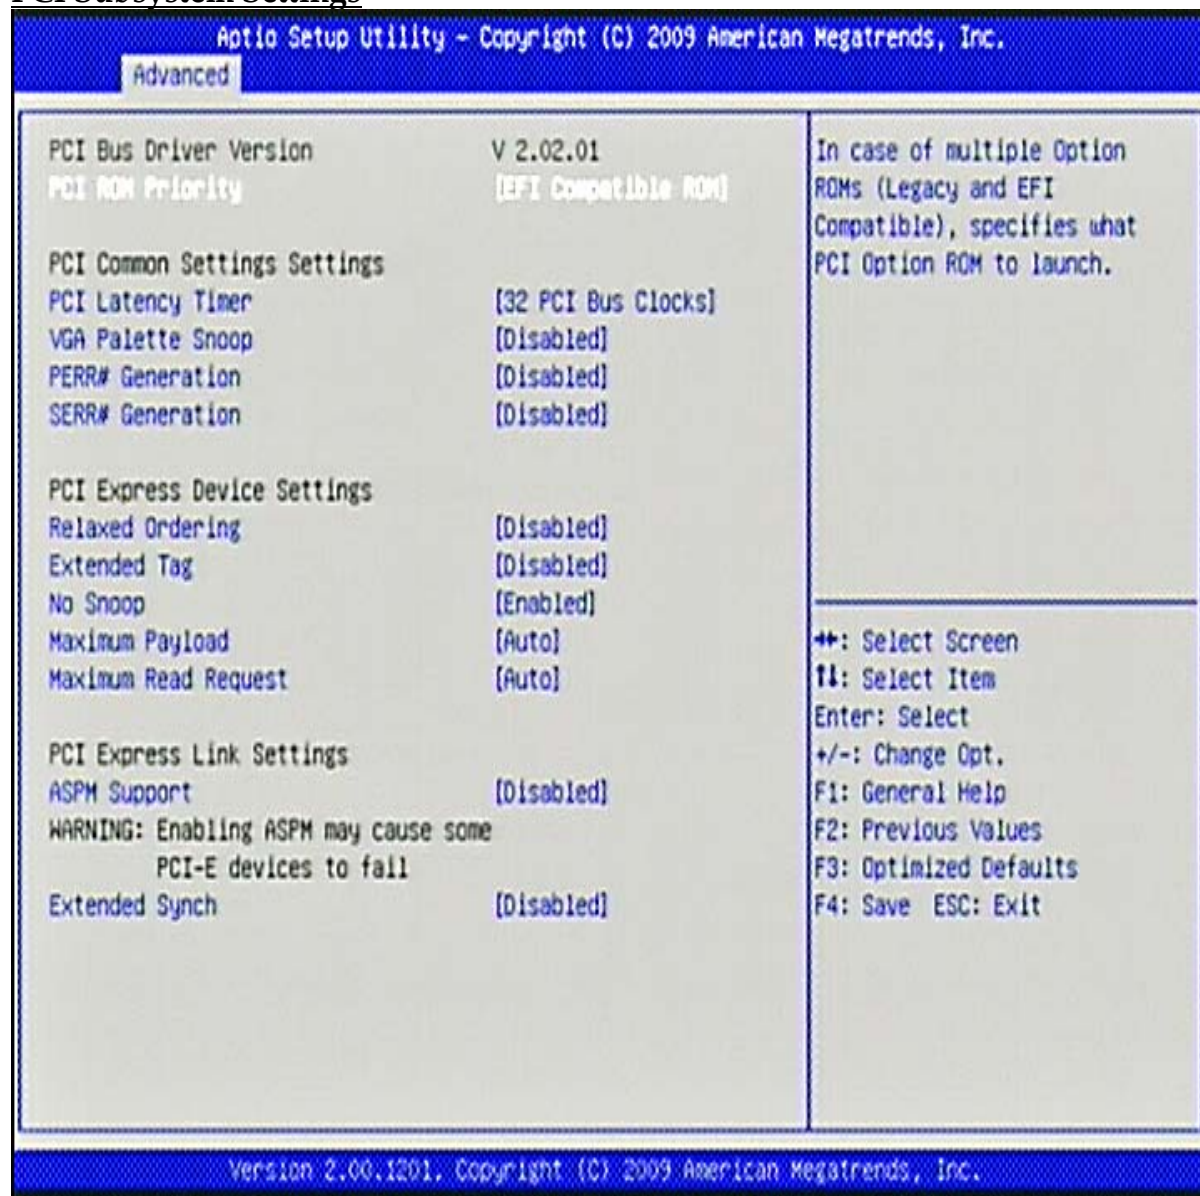 PCI Subsystem Settings
Aptio Setup Utility - Copyright (C) 2009 American Megatrends, Inc.
Advanced
PCI Bus Driver Version V 2.02.01
PCI ROM Priority [EFI Compatible ROM]
PCI Common Settings Settings
PCI Latency Timer [32 PCI Bus Clocks]
VGA Palette Snoop [Disabled]
PERR# Generation [Disabled]
SERR# Generation [Disabled]
PCI Express Device Settings
Relaxed Ordering [Disabled]
Extended Tag [Disabled]
No Snoop [Enabled]
Maximum Payload [Auto]
Maximum Read Request [Auto]
PCI Express Link Settings
ASPM Support [Disabled]
WARNING: Enabling ASPM may cause some
PCI-E devices to fail
Extended Synch [Disabled]
In case of multiple Option
ROMs (Legacy and EFI
Compatible), specifies what
PCI Option ROM to launch.
→←: Select Screen
↑↓: Select Item
Enter: Select
+/-: Change Opt.
F1: General Help
F2: Previous Values
F3: Optimized Defaults
F4: Save ESC: Exit
Version 2.00.1201. Copyright (C) 2009 American Megatrends, Inc.